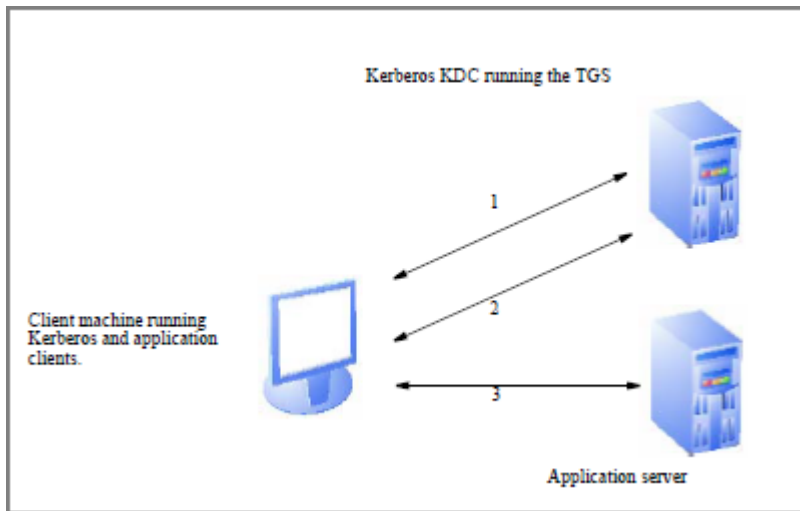 Kerberos KDC running the TGS
1
2
Client machine running
Kerberos and application
clients.
3
Application server